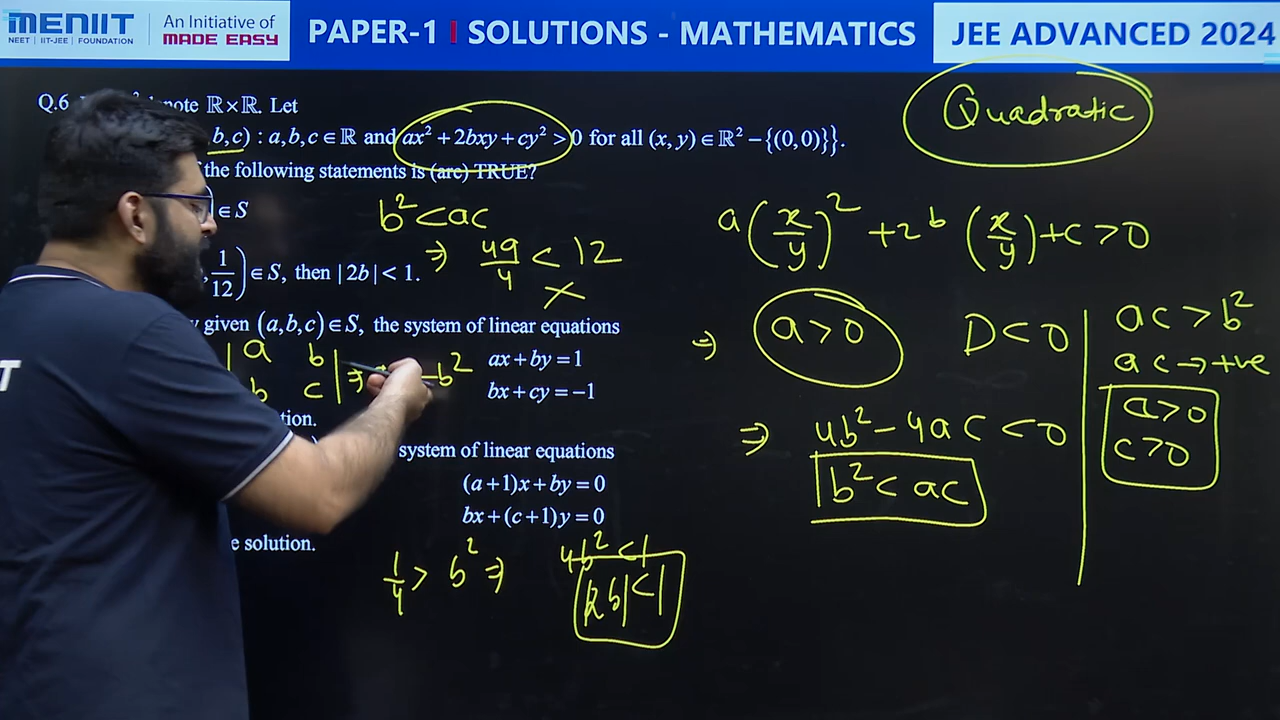 MENIIT
NEET | IIT-JEE | FOUNDATION
An Initiative of
MADE EASY
PAPER-1 I SOLUTIONS - MATHEMATICS
JEE ADVANCED 2024
Quadratic
Q.6 note ℝ×ℝ. Let
b,c) : a,b,c ∈ ℝ and ax² + 2bxy + cy² > 0 for all (x, y) ∈ ℝ² − {(0,0)}}.
the following statements is (are) TRUE?
∈ S
b² < ac
⇒ 49/4 < 12
×
1/12) ∈ S, then | 2b | < 1.
given (a,b,c) ∈ S, the system of linear equations
ax + by = 1
bx + cy = −1
| a b |
b c | ⇒ − b²
tion.
system of linear equations
(a + 1)x + by = 0
bx + (c + 1)y = 0
e solution.
1/4 > b² ⇒ 4b² < 1
|2b| < 1
a(x/y)² + 2b (x/y) + c > 0
⇒ a > 0 D < 0
⇒ 4b² − 4ac < 0
b² < ac
ac > b²
ac → +ve
a > 0
c > 0
T